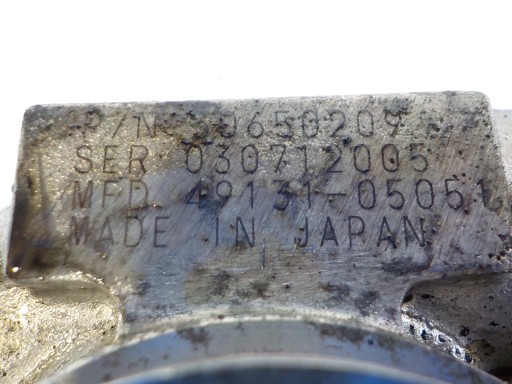 P/N 30650209
SER 030712005
MFD 49131-05051
MADE IN JAPAN